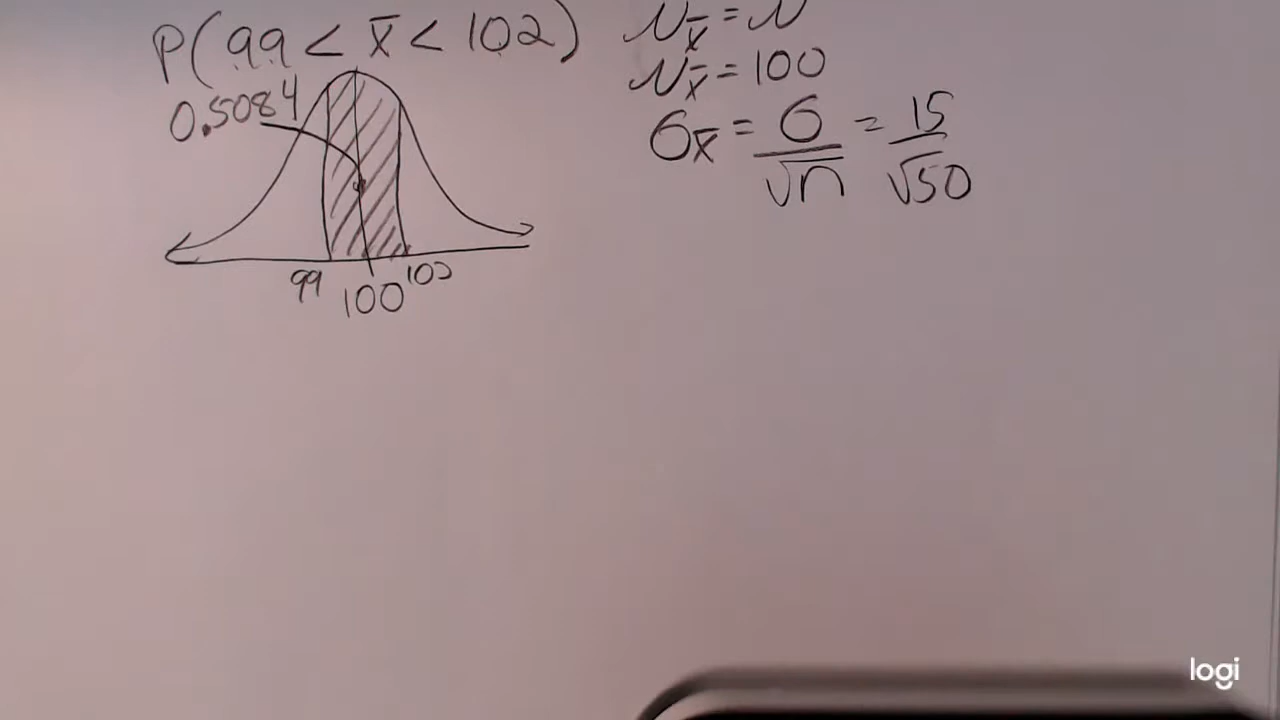 P(99 < x̄ < 102)
μx̄ = μ
μx̄ = 100
0.5084
σx̄ = σ/√n = 15/√50
99 100 102
logi